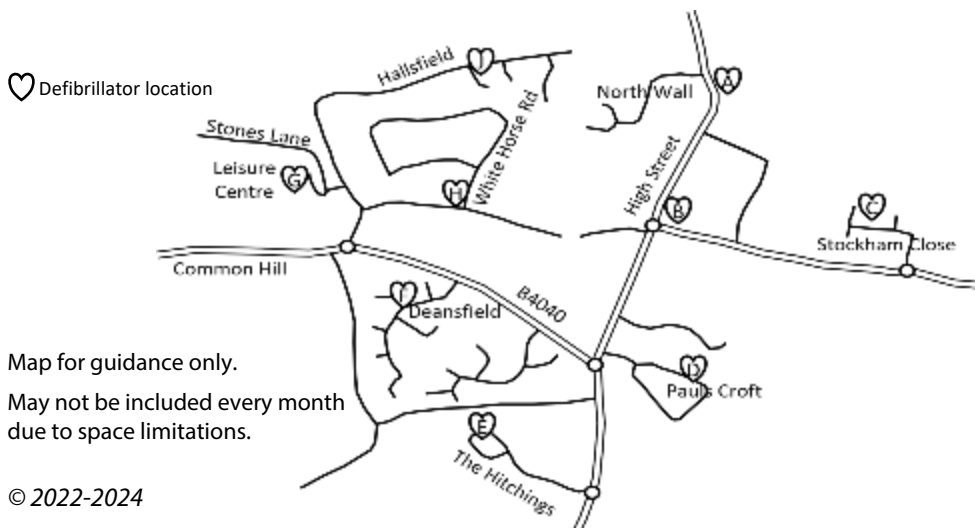 Defibrillator location
Hallsfield
J
North Wall
A
Stones Lane
White Horse Rd
Leisure
Centre
G
H
High Street
B
C
Stockham Close
Common Hill
Deansfield
B4040
D
Pauls Croft
Map for guidance only.
May not be included every month
due to space limitations.
E
The Hitchings
© 2022-2024